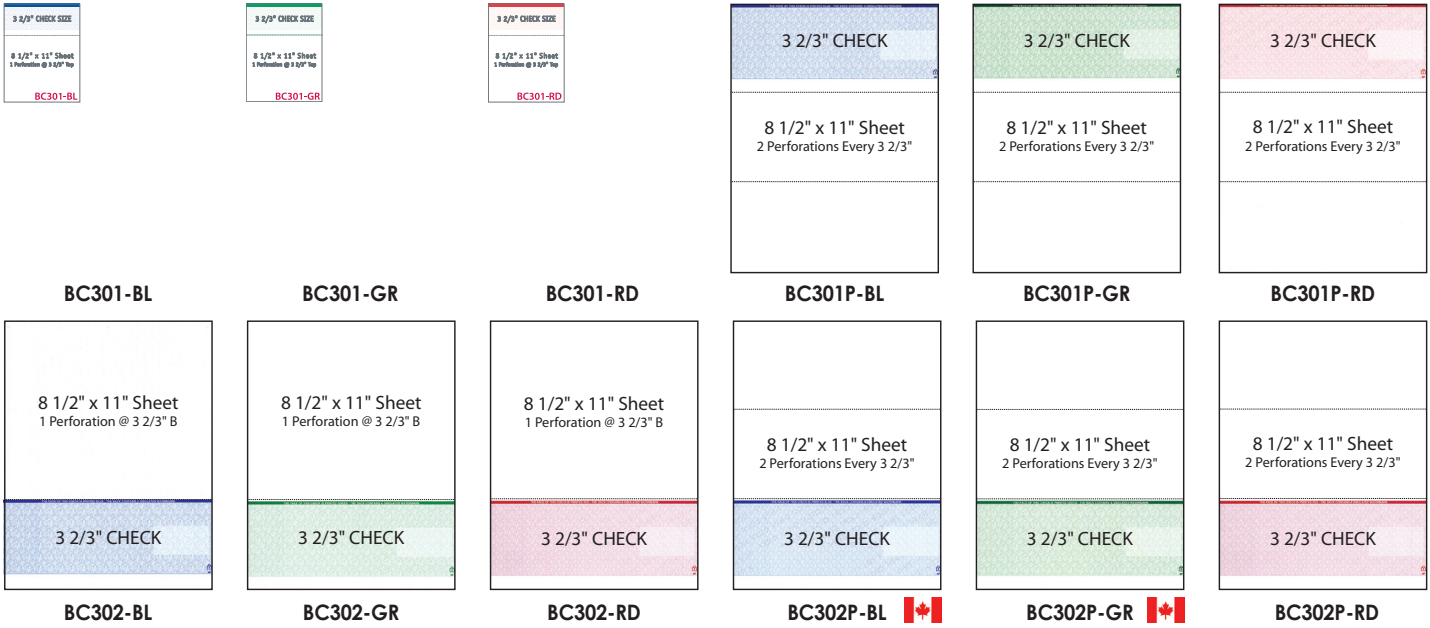 3 2/3" CHECK SIZE
8 1/2" x 11" Sheet
1 Perforation @ 3 2/3" Top
BC301-BL
BC301-BL
3 2/3" CHECK SIZE
8 1/2" x 11" Sheet
1 Perforation @ 3 2/3" Top
BC301-GR
BC301-GR
3 2/3" CHECK SIZE
8 1/2" x 11" Sheet
1 Perforation @ 3 2/3" Top
BC301-RD
BC301-RD
3 2/3" CHECK
8 1/2" x 11" Sheet
2 Perforations Every 3 2/3"
BC301P-BL
3 2/3" CHECK
8 1/2" x 11" Sheet
2 Perforations Every 3 2/3"
BC301P-GR
3 2/3" CHECK
8 1/2" x 11" Sheet
2 Perforations Every 3 2/3"
BC301P-RD
8 1/2" x 11" Sheet
1 Perforation @ 3 2/3" B
3 2/3" CHECK
BC302-BL
8 1/2" x 11" Sheet
1 Perforation @ 3 2/3" B
3 2/3" CHECK
BC302-GR
8 1/2" x 11" Sheet
1 Perforation @ 3 2/3" B
3 2/3" CHECK
BC302-RD
8 1/2" x 11" Sheet
2 Perforations Every 3 2/3"
3 2/3" CHECK
BC302P-BL
8 1/2" x 11" Sheet
2 Perforations Every 3 2/3"
3 2/3" CHECK
BC302P-GR
8 1/2" x 11" Sheet
2 Perforations Every 3 2/3"
3 2/3" CHECK
BC302P-RD